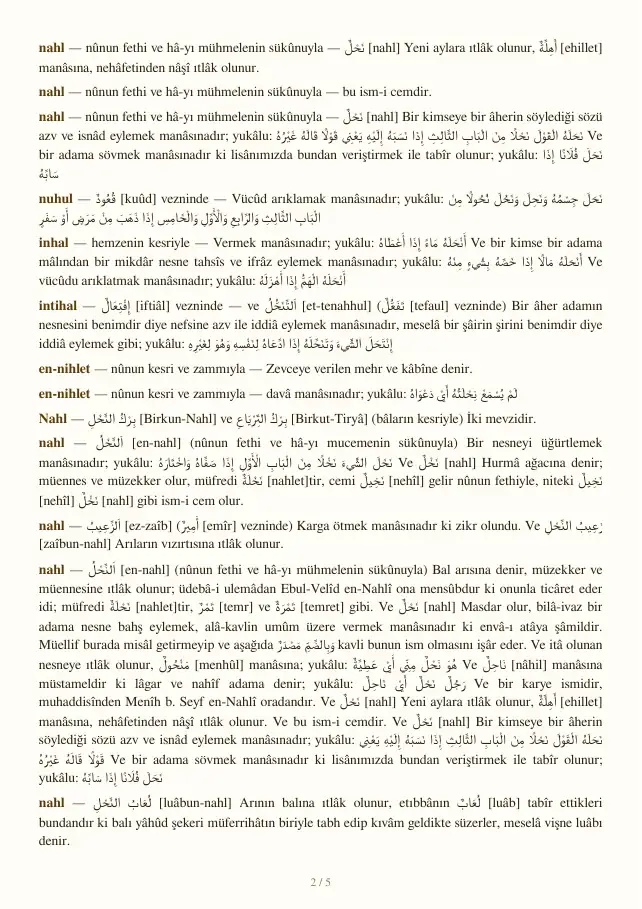 nahl — nûnun fethi ve hâ-yı mühmelenin sükûnuyla — نَحْلٌ [nahl] Yeni aylara ıtlâk olunur, أَهِلَّةٌ [ehillet]
manâsına, nehâfetinden nâşî ıtlâk olunur.
nahl — nûnun fethi ve hâ-yı mühmelenin sükûnuyla — bu ism-i cemdir.
nahl — nûnun fethi ve hâ-yı mühmelenin sükûnuyla — نَحْلٌ [nahl] Bir kimseye bir âherin söylediği sözü
azv ve isnâd eylemek manâsınadır; yukâlu: نَحَلَهُ الْقَوْلَ نَحْلًا مِنَ الْبَابِ الثَّالِثِ إِذَا نَسَبَهُ إِلَيْهِ يَعْنِي قَوْلًا قَالَهُ غَيْرُهُ Ve
bir adama sövmek manâsınadır ki lisânımızda bundan veriştirmek ile tabîr olunur; yukâlu: نَحَلَ فُلَانًا إِذَا
سَابَّهُ
nuhul — قُعُودٌ [kuûd] vezninde — Vücûd arıklamak manâsınadır; yukâlu: نَحَلَ جِسْمُهُ وَنَحِلَ وَنَحُلَ نُحُولًا مِنَ
الْبَابِ الثَّالِثِ وَالرَّابِعِ وَالْأَوَّلِ وَالْخَامِسِ إِذَا ذَهَبَ مِنْ مَرَضٍ أَوْ سَفَرٍ
inhal — hemzenin kesriyle — Vermek manâsınadır; yukâlu: أَنْحَلَهُ مَاءً إِذَا أَعْطَاهُ Ve bir kimse bir adama
mâlından bir mikdâr nesne tahsîs ve ifrâz eylemek manâsınadır; yukâlu: أَنْحَلَهُ مَالًا إِذَا خَصَّهُ بِشَيْءٍ مِنْهُ Ve
vücûdu arıklatmak manâsınadır; yukâlu: أَنْحَلَهُ الْهَمُّ إِذَا أَهْزَلَهُ
intihal — إِفْتِعَالٌ [iftiâl] vezninde — ve اَلتَّنَحُّلُ [et-tenahhul] (تَفَعُّلٌ [tefaul] vezninde) Bir âher adamın
nesnesini benimdir diye nefsine azv ile iddiâ eylemek manâsınadır, meselâ bir şâirin şirini benimdir diye
iddiâ eylemek gibi; yukâlu: إِنْتَحَلَ الشَّيْءَ وَتَنَحَّلَهُ إِذَا ادَّعَاهُ لِنَفْسِهِ وَهُوَ لِغَيْرِهِ
en-nihlet — nûnun kesri ve zammıyla — Zevceye verilen mehr ve kâbîne denir.
en-nihlet — nûnun kesri ve zammıyla — davâ manâsınadır; yukâlu: لَمْ يُسْمَعْ نِحْلَتُهُ أَيْ دَعْوَاهُ
Nahl — بِرَكُ النَّخْلِ [Birkun-Nahl] ve بِرَكُ التِّرْيَاعِ [Birkut-Tiryâ] (bâların kesriyle) İki mevzidir.
nahl — اَلنَّخْلُ [en-nahl] (nûnun fethi ve hâ-yı mucemenin sükûnuyla) Bir nesneyi üğürtlemek
manâsınadır; yukâlu: نَخَلَ الشَّيْءَ نَخْلًا مِنَ الْبَابِ الْأَوَّلِ إِذَا صَفَّاهُ وَاخْتَارَهُ Ve نَخْلٌ [nahl] Hurmâ ağacına denir;
müennes ve müzekker olur, müfredi نَخْلَةٌ [nahlet]tir, cemi نَخِيلٌ [nehîl] gelir nûnun fethiyle, niteki نَخِيلٌ
[nehîl] نَخْلٌ [nahl] gibi ism-i cem olur.
nahl — اَلزَّعِيبُ [ez-zaîb] (أَمِيرٌ [emîr] vezninde) Karga ötmek manâsınadır ki zikr olundu. Ve زَعِيبُ النَّحْلِ
[zaîbun-nahl] Arıların vızırtısına ıtlâk olunur.
nahl — اَلنَّحْلُ [en-nahl] (nûnun fethi ve hâ-yı mühmelenin sükûnuyla) Bal arısına denir, müzekker ve
müennesine ıtlâk olunur; üdebâ-i ulemâdan Ebul-Velîd en-Nahlî ona mensûbdur ki onunla ticâret eder
idi; müfredi نَحْلَةٌ [nahlet]tir, تَمْرٌ [temr] ve تَمْرَةٌ [temret] gibi. Ve نَحْلٌ [nahl] Masdar olur, bilâ-ivaz bir
adama nesne bahş eylemek, alâ-kavlin umûm üzere vermek manâsınadır ki envâ-ı atâya şâmildir.
Müellif burada misâl getirmeyip ve aşağıda وَبِالضَّمِّ مَصْدَرٌ kavli bunun ism olmasını işâr eder. Ve itâ olunan
nesneye ıtlâk olunur, مَنْحُولٌ [menhûl] manâsına; yukâlu: هُوَ نَحْلٌ مِنِّي أَيْ عَطِيَّةٌ Ve نَاحِلٌ [nâhil] manâsına
müstameldir ki lâgar ve nahîf adama denir; yukâlu: رَجُلٌ نَحْلٌ أَيْ نَاحِلٌ Ve bir karye ismidir,
muhaddisînden Menîh b. Seyf en-Nahlî oradandır. Ve نَحْلٌ [nahl] Yeni aylara ıtlâk olunur, أَهِلَّةٌ [ehillet]
manâsına, nehâfetinden nâşî ıtlâk olunur. Ve bu ism-i cemdir. Ve نَحْلٌ [nahl] Bir kimseye bir âherin
söylediği sözü azv ve isnâd eylemek manâsınadır; yukâlu: نَحَلَهُ الْقَوْلَ نَحْلًا مِنَ الْبَابِ الثَّالِثِ إِذَا نَسَبَهُ إِلَيْهِ يَعْنِي
قَوْلًا قَالَهُ غَيْرُهُ Ve bir adama sövmek manâsınadır ki lisânımızda bundan veriştirmek ile tabîr olunur;
yukâlu: نَحَلَ فُلَانًا إِذَا سَابَّهُ
nahl — لُعَابُ النَّحْلِ [luâbun-nahl] Arının balına ıtlâk olunur, etıbbânın لُعَابٌ [luâb] tabîr ettikleri
bundandır ki balı yâhûd şekeri müferrihâtın biriyle tabh edip kıvâm geldikte süzerler, meselâ vişne luâbı
denir.
2 / 5